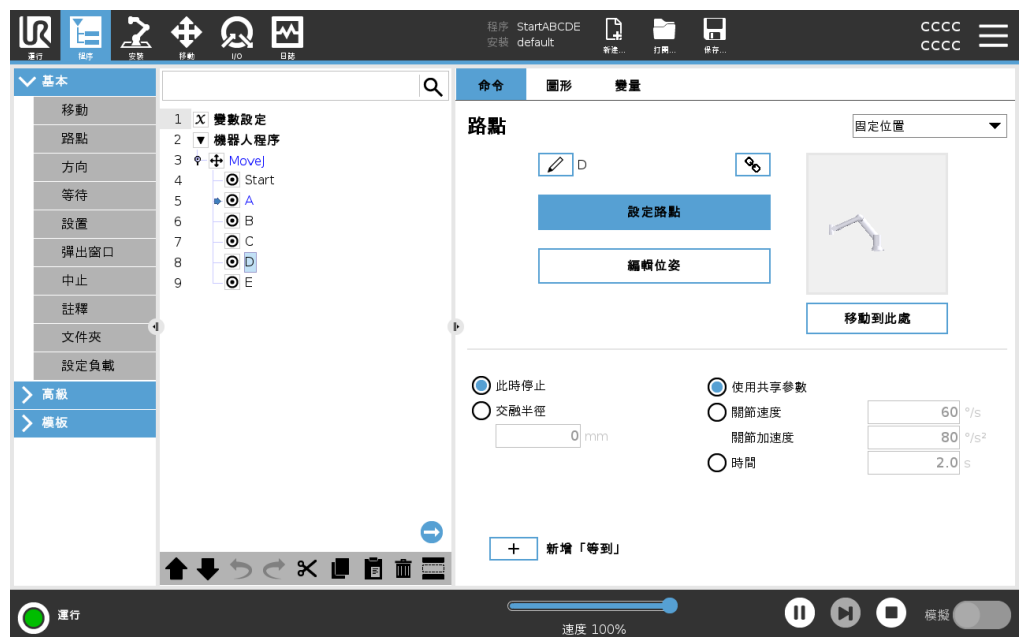 UR
運行
程序
安裝
移動
I/O
日誌
程序 StartABCDE
安裝 default
新建...
打開...
保存...
CCCC
CCCC
基本
移動
路點
方向
等待
設置
彈出窗口
中止
註釋
文件夾
設定負載
高級
模板
1 X 變數設定
2 ▼ 機器人程序
3 MoveJ
4 Start
5 A
6 B
7 C
8 D
9 E
命令 圖形 變量
路點
固定位置
D
設定路點
編輯位姿
移動到此處
此時停止
交融半徑
0 mm
使用共享參數
關節速度 60 °/s
關節加速度 80 °/s²
時間 2.0 s
+ 新增「等到」
運行
速度 100%
模擬